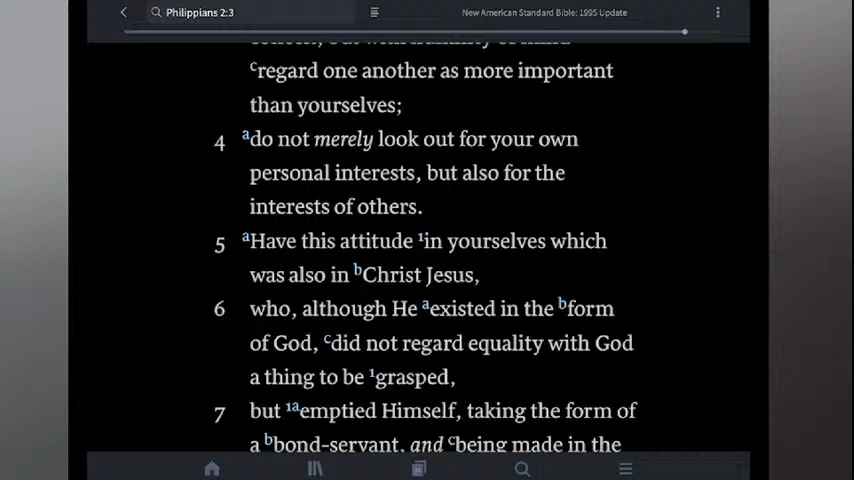 Philippians 2:3
New American Standard Bible: 1995 Update
cregard one another as more important
than yourselves;
4 ado not merely look out for your own
personal interests, but also for the
interests of others.
5 aHave this attitude 1in yourselves which
was also in bChrist Jesus,
6 who, although He aexisted in the bform
of God, cdid not regard equality with God
a thing to be 1grasped,
7 but 1aemptied Himself, taking the form of
a bbond-servant, and cbeing made in the